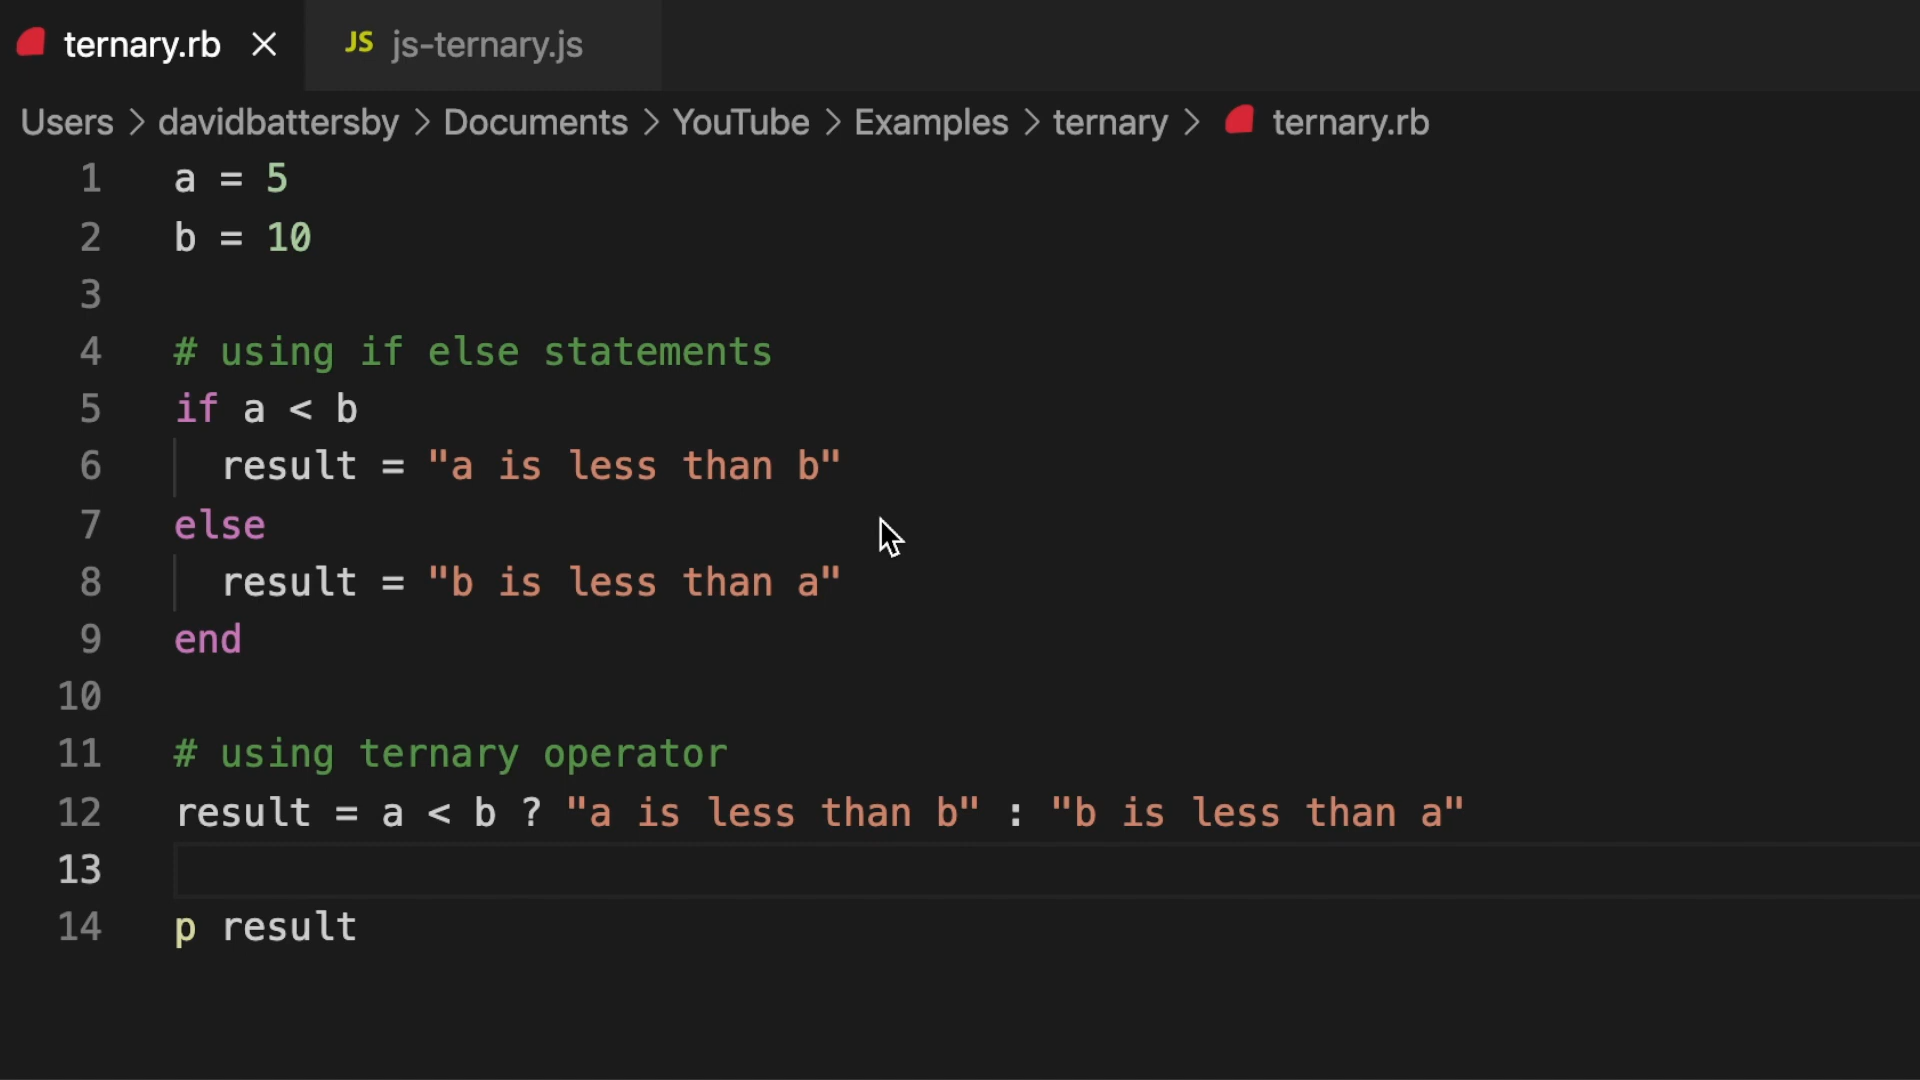 ternary.rb JS js-ternary.js
Users > davidbattersby > Documents > YouTube > Examples > ternary > ternary.rb
1 a = 5
2 b = 10
3
4 # using if else statements
5 if a < b
6   result = "a is less than b"
7 else
8   result = "b is less than a"
9 end
10
11 # using ternary operator
12 result = a < b ? "a is less than b" : "b is less than a"
13
14 p result